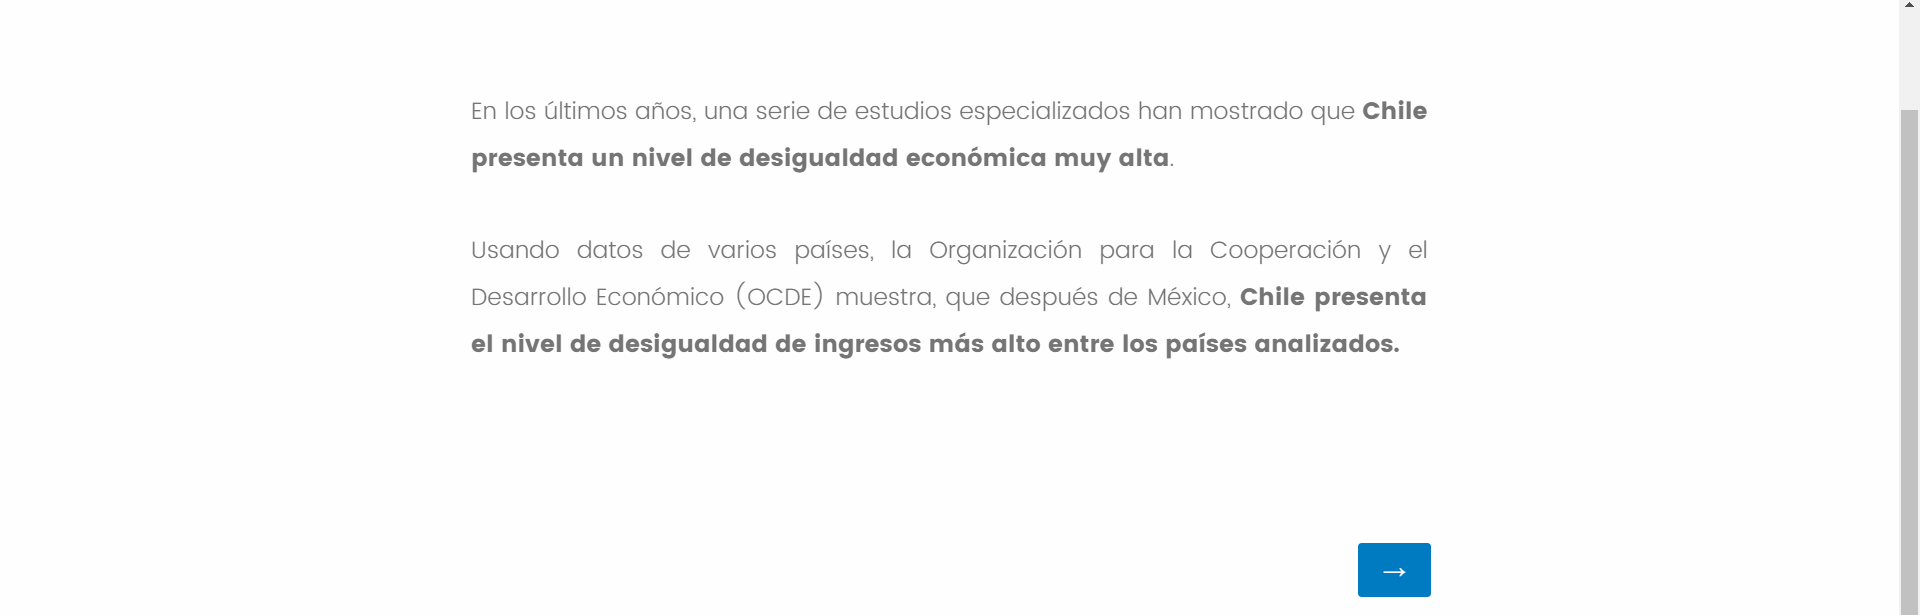 En los últimos años, una serie de estudios especializados han mostrado que Chile
presenta un nivel de desigualdad económica muy alta.
Usando datos de varios países, la Organización para la Cooperación y el
Desarrollo Económico (OCDE) muestra, que después de México, Chile presenta
el nivel de desigualdad de ingresos más alto entre los países analizados.
→